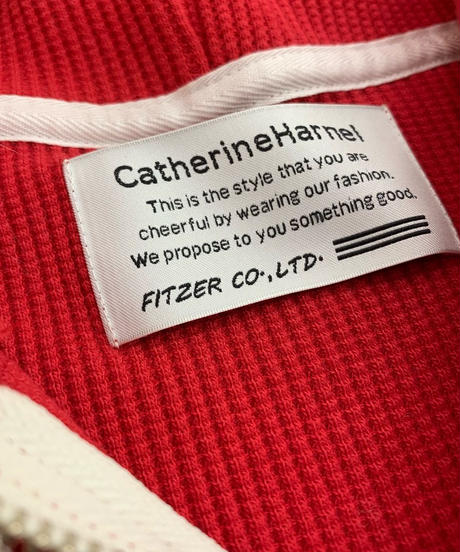 CatherineHarnel
This is the style that you are
cheerful by wearing our fashion.
We propose to you something good.
FITZER CO.,LTD.